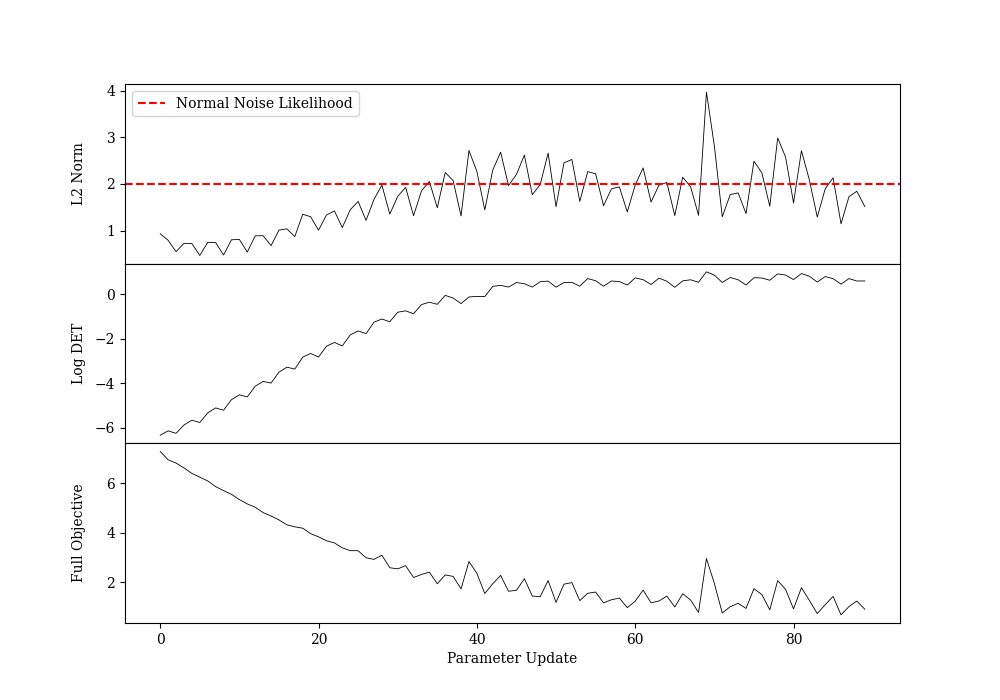 4
3
2
1
L2 Norm
Normal Noise Likelihood
0
−2
−4
−6
Log DET
6
4
2
Full Objective
0 20 40 60 80
Parameter Update